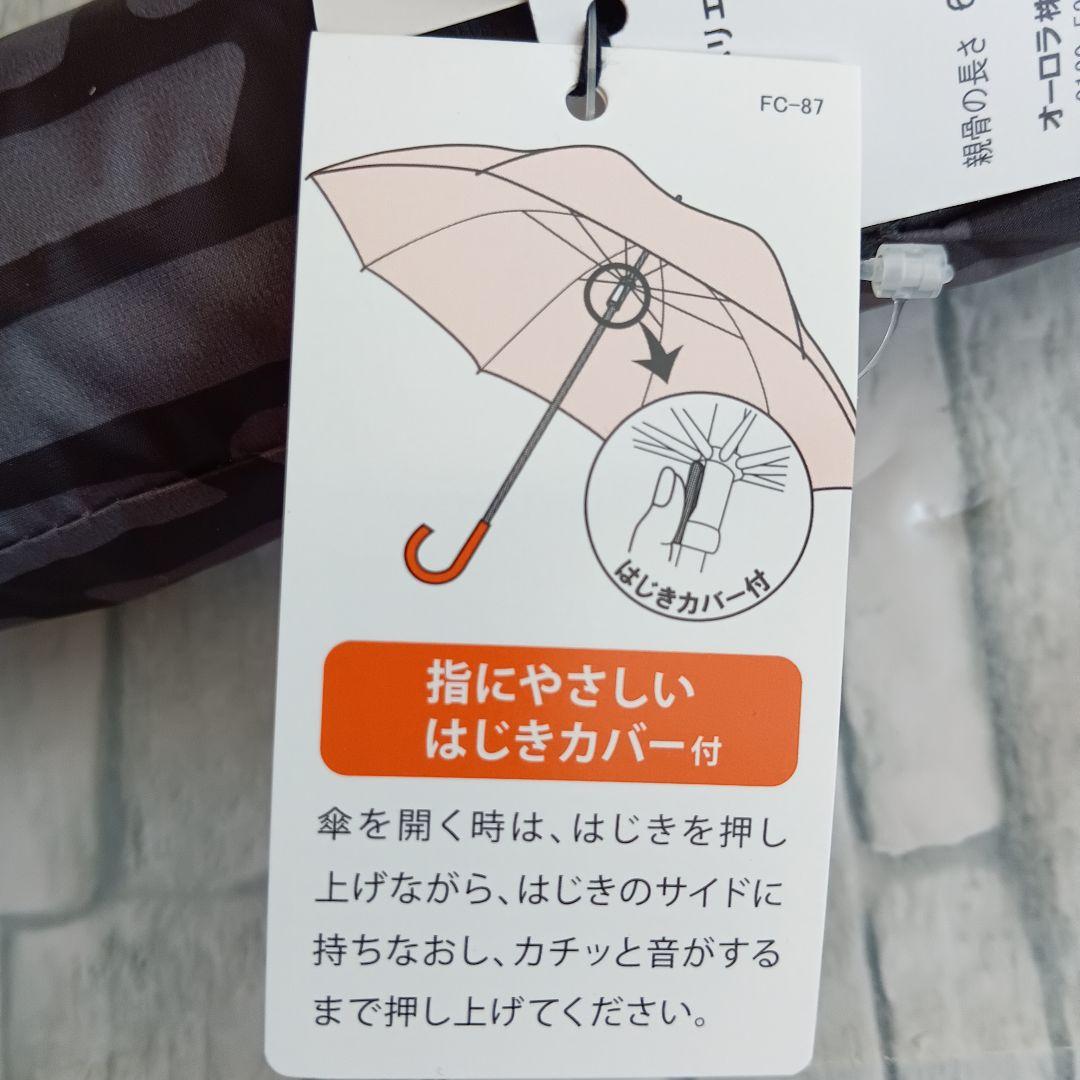 FC-87
はじきカバー付
指にやさしい
はじきカバー付
傘を開く時は、はじきを押し
上げながら、はじきのサイドに
持ちなおし、カチッと音がする
まで押し上げてください。
親骨の長さ 6
オーロラ株